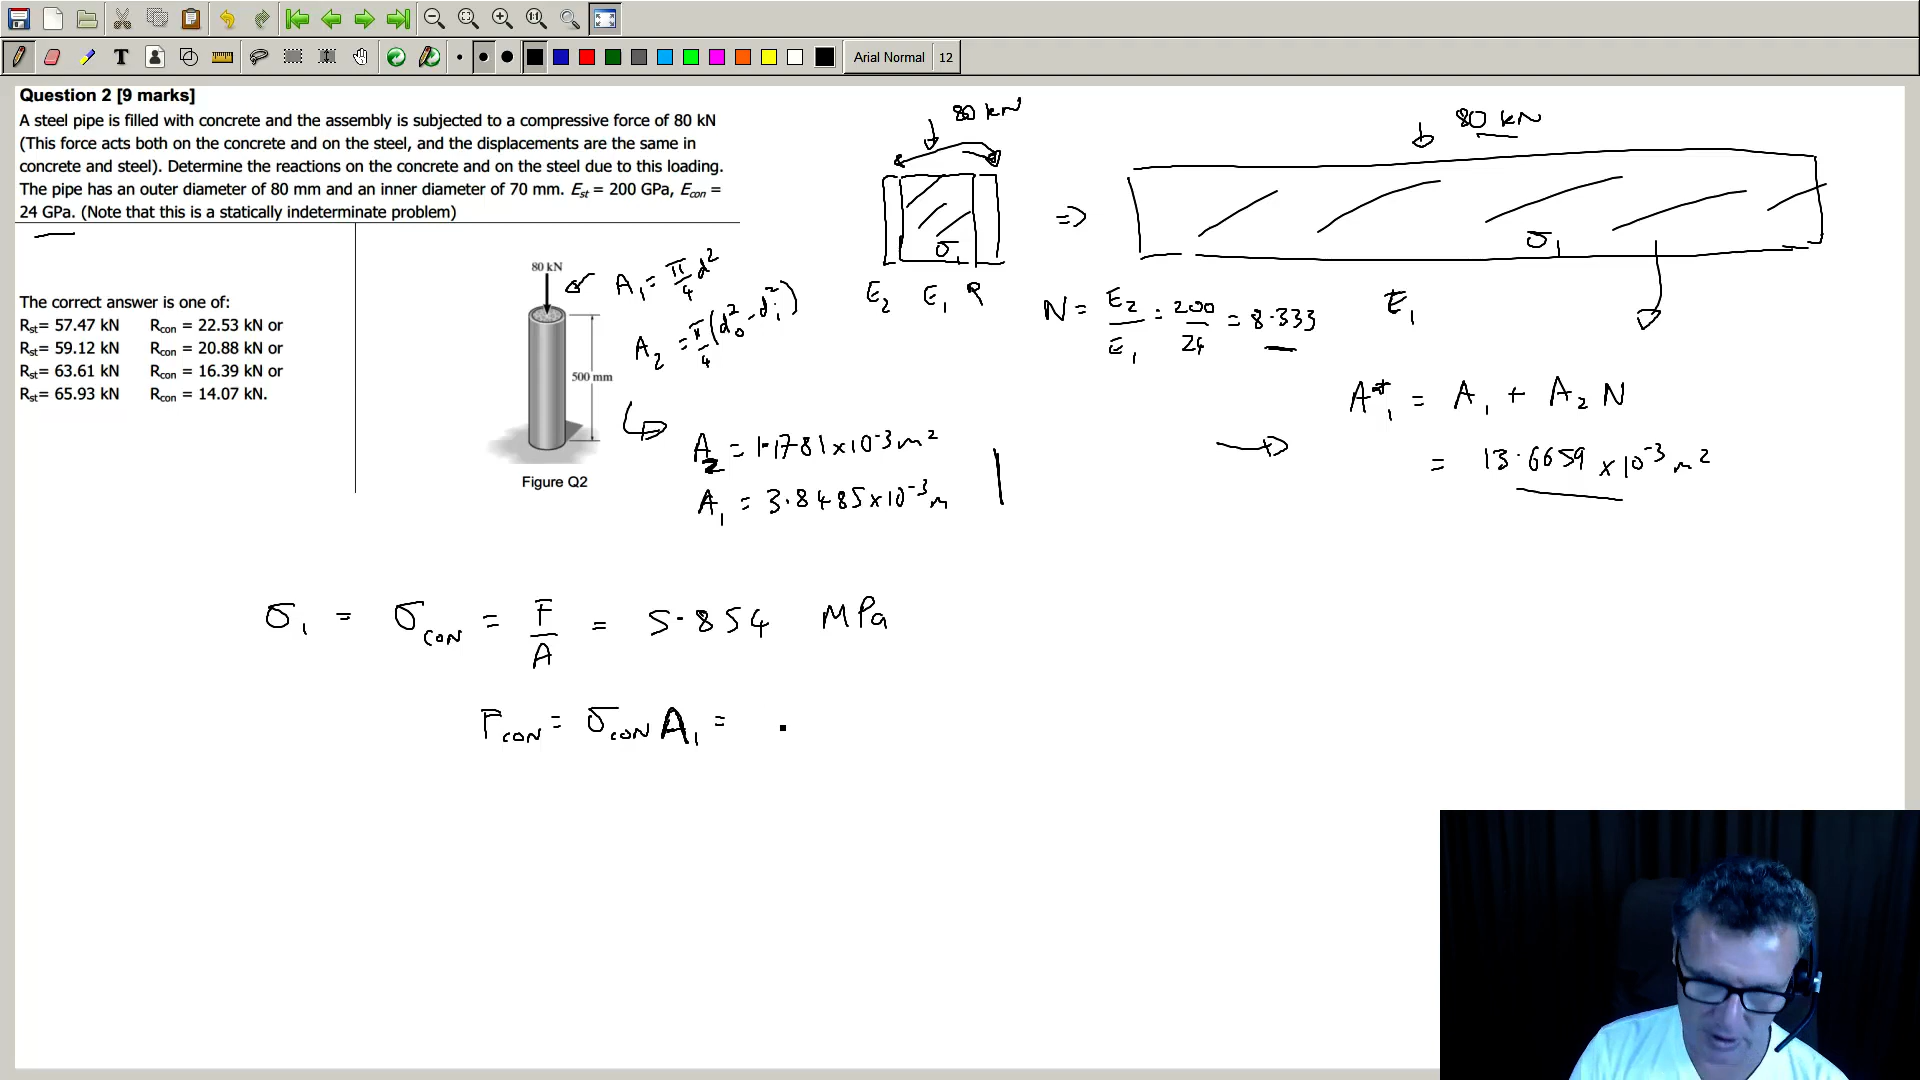 Arial Normal 12
Question 2 [9 marks]
A steel pipe is filled with concrete and the assembly is subjected to a compressive force of 80 kN
(This force acts both on the concrete and on the steel, and the displacements are the same in
concrete and steel). Determine the reactions on the concrete and on the steel due to this loading.
The pipe has an outer diameter of 80 mm and an inner diameter of 70 mm. Est = 200 GPa, Econ =
24 GPa. (Note that this is a statically indeterminate problem)
The correct answer is one of:
Rst= 57.47 kN Rcon = 22.53 kN or
Rst= 59.12 kN Rcon = 20.88 kN or
Rst= 63.61 kN Rcon = 16.39 kN or
Rst= 65.93 kN Rcon = 14.07 kN.
80 kN
500 mm
Figure Q2
A₁ = π/4 d²
A₂ = π/4 (d₀² - dᵢ²)
A₂ = 1.1781 x 10⁻³ m²
A₁ = 3.8485 x 10⁻³ m
80 kN
σ₁
E₂ E₁
⇒
80 kN
σ₁
E₁
N = E₂/E₁ = 200/24 = 8.333
A*₁ = A₁ + A₂ N
= 13.6659 x 10⁻³ m²
σ₁ = σCON = F/A = 5.854 MPa
FCON = σCON A₁ =